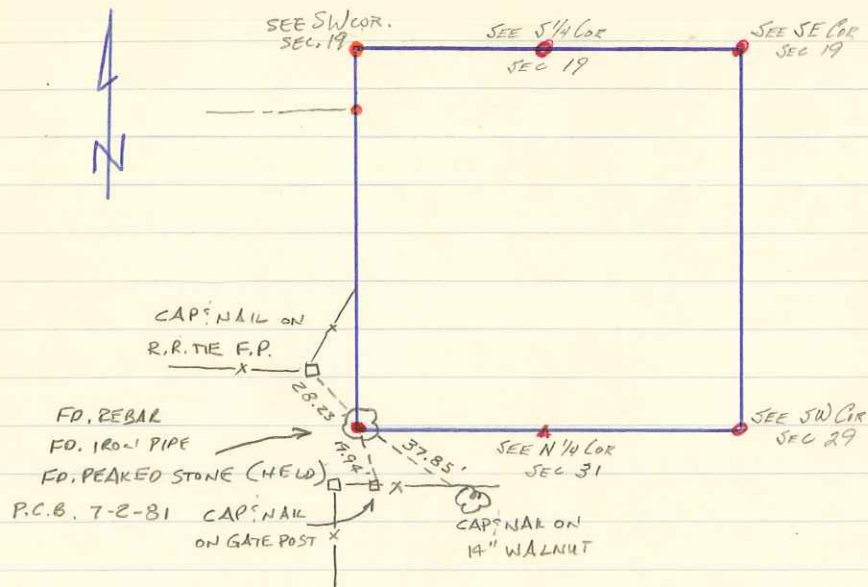 SEE SW COR.
SEC. 19
SEE S 1/4 COR
SEC 19
SEE SE COR
SEC 19
N
CAP & NAIL ON
R.R. TIE F.P.
28.23
FD. REBAR
FD. IRON PIPE
FD. PEAKED STONE (HELD)
P.C.B. 7-2-81
37.85'
SEE N 1/4 COR
SEC 31
SEE SW COR
SEC 29
CAP & NAIL
ON GATE POST
CAP & NAIL ON
14" WALNUT